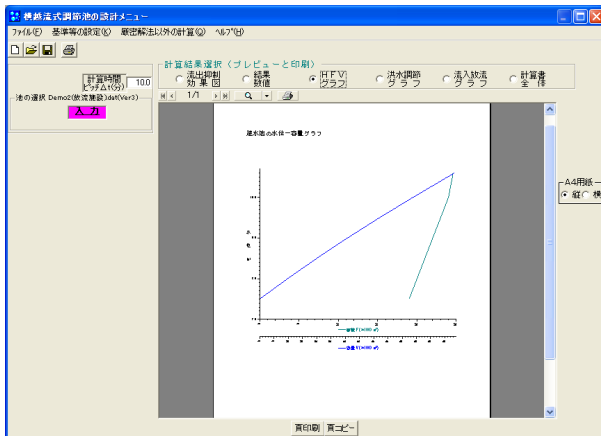 横越流式調節池の設計メニュー
ファイル(F) 基準等の設定(K) 厳密解法以外の計算(O) ヘルプ(H)
計算時間
ピッチΔt(分) 10.0
池の選択 Demo2(放流施設)dat(Ver3)
入 力
計算結果選択（プレビューと印刷）
流出抑制
効 果 図
結果
数値
H F V
グラフ
洪水調節
グ ラ フ
流入放流
グ ラ フ
計算書
全 体
1/1
遊水池の水位－容量グラフ
A4用紙
縦 横
頁印刷 頁コピー